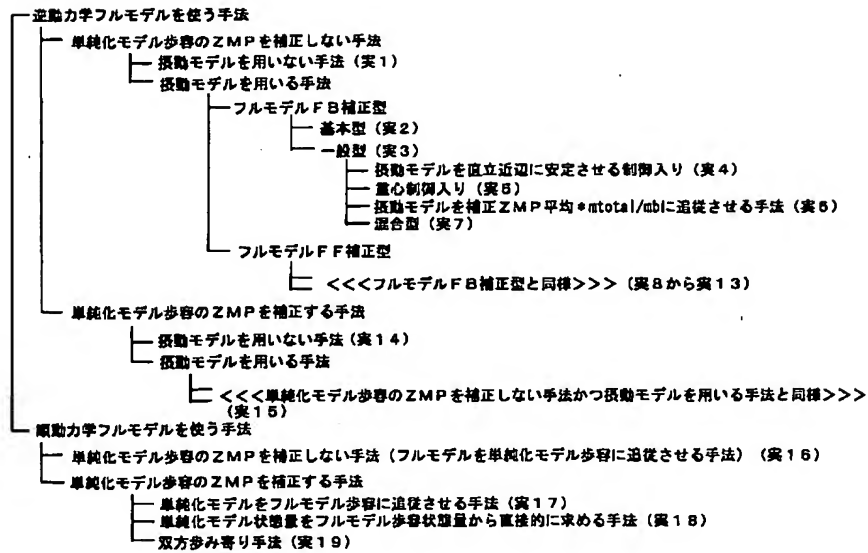 逆動力学フルモデルを使う手法
単純化モデル歩容のZMPを補正しない手法
摂動モデルを用いない手法（実1）
摂動モデルを用いる手法
フルモデルFB補正型
基本型（実2）
一般型（実3）
摂動モデルを直立近辺に安定させる制御入り（実4）
重心制御入り（実5）
摂動モデルを補正ZMP平均*mtotal/mbに追従させる手法（実6）
混合型（実7）
フルモデルFF補正型
<<<フルモデルFB補正型と同様>>>（実8から実13）
単純化モデル歩容のZMPを補正する手法
摂動モデルを用いない手法（実14）
摂動モデルを用いる手法
<<<単純化モデル歩容のZMPを補正しない手法かつ摂動モデルを用いる手法と同様>>>
（実15）
順動力学フルモデルを使う手法
単純化モデル歩容のZMPを補正しない手法（フルモデルを単純化モデル歩容に追従させる手法）（実16）
単純化モデル歩容のZMPを補正する手法
単純化モデルをフルモデル歩容に追従させる手法（実17）
単純化モデル状態量をフルモデル歩容状態量から直接的に求める手法（実18）
双方歩み寄り手法（実19）